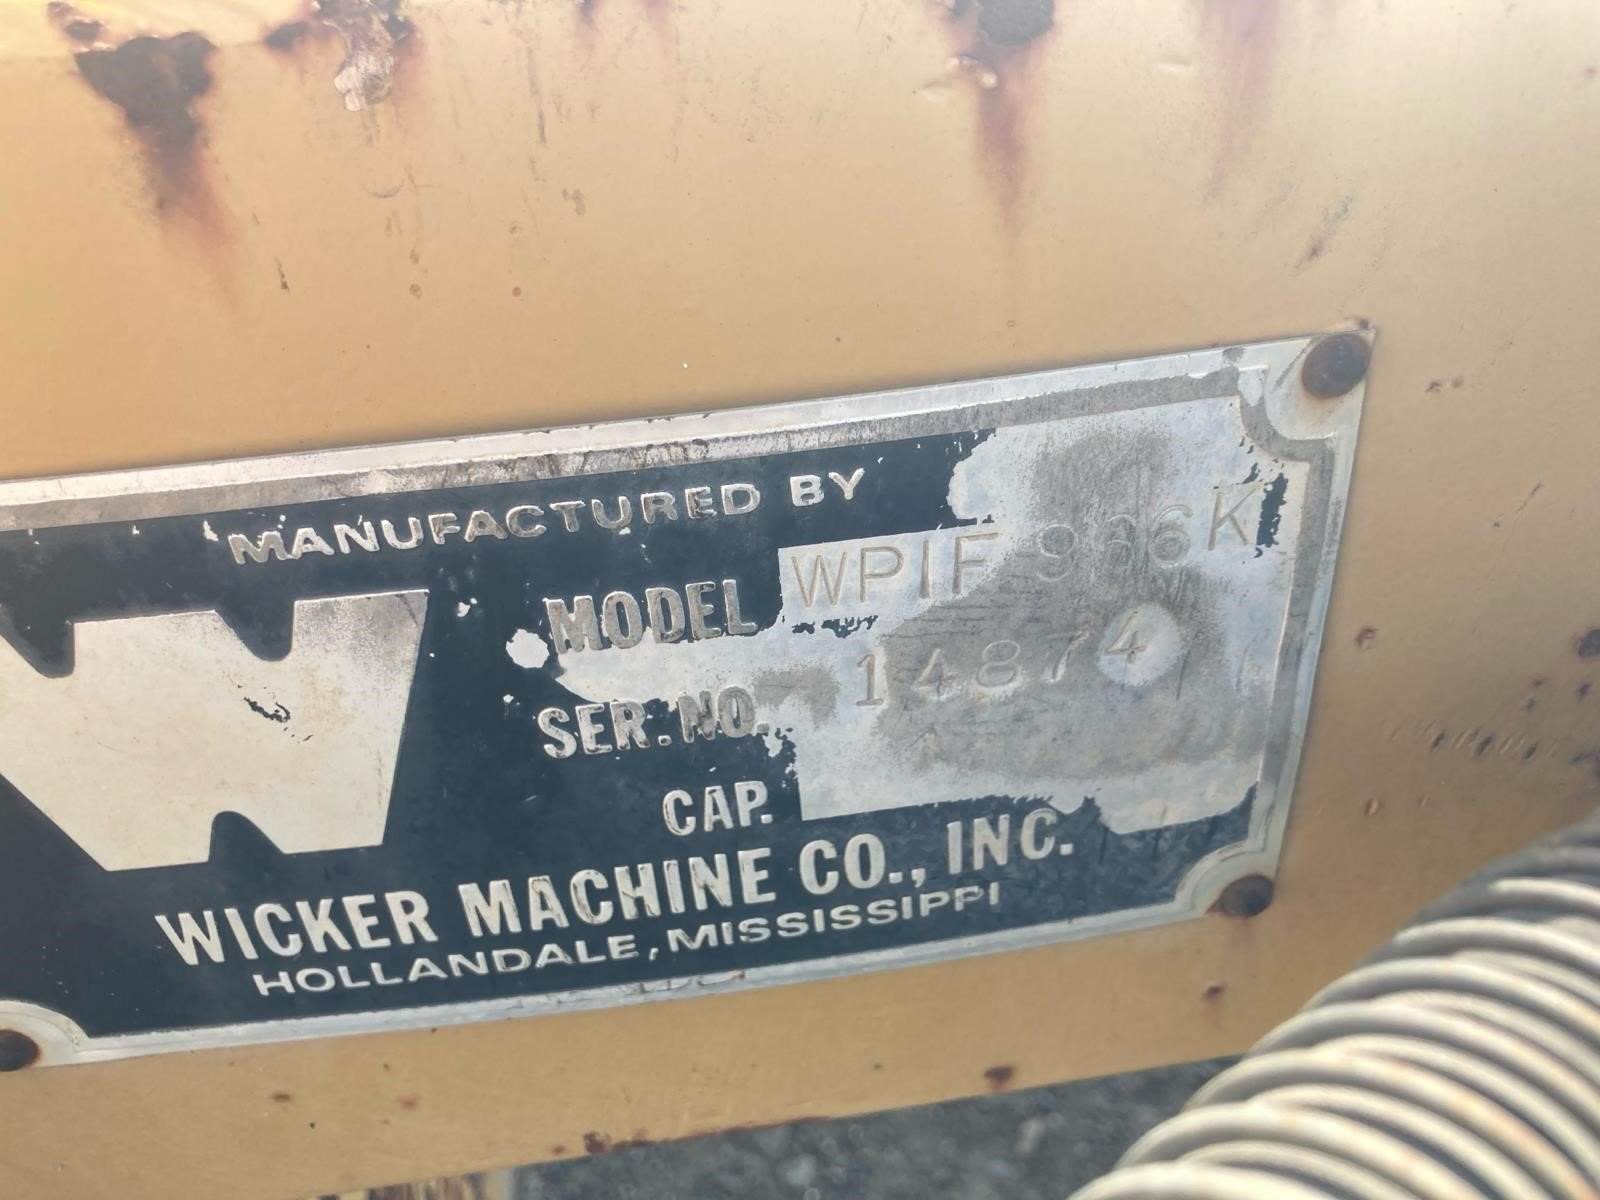 MANUFACTURED BY
W
MODEL WPIF 966K
SER. NO. 14874
CAP.
WICKER MACHINE CO., INC.
HOLLANDALE, MISSISSIPPI